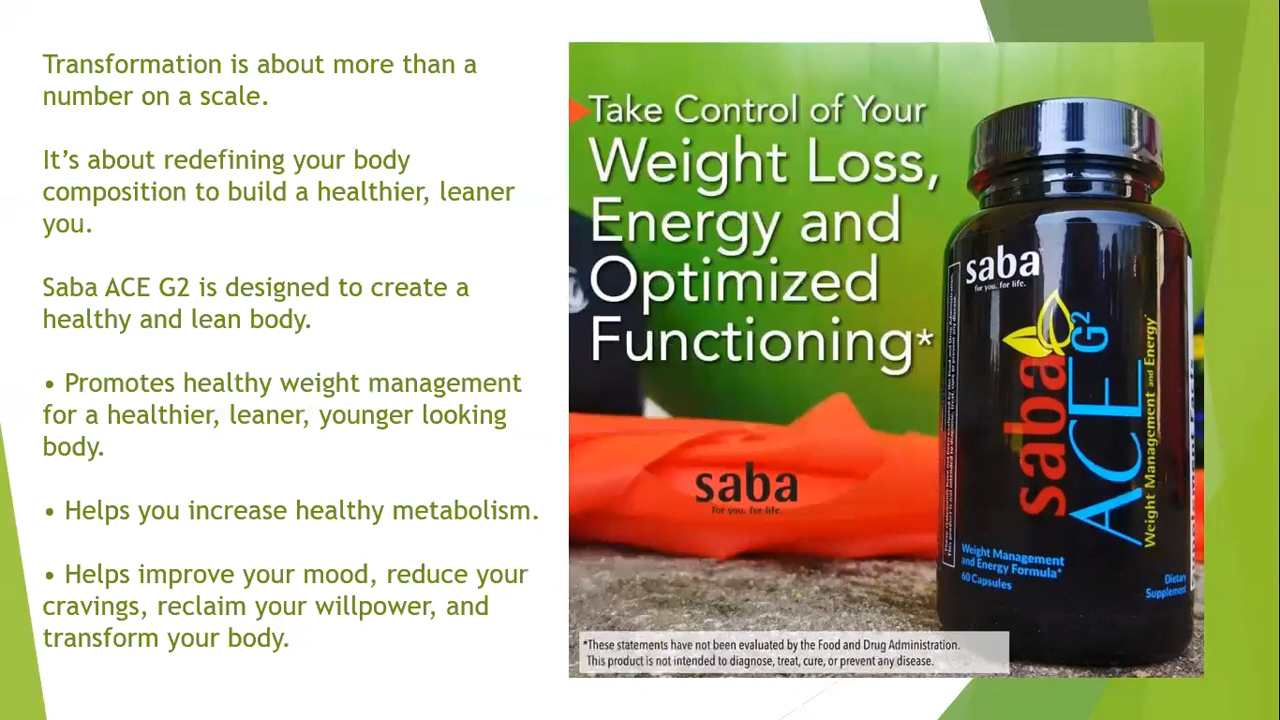 Transformation is about more than a
number on a scale.
It's about redefining your body
composition to build a healthier, leaner
you.
Saba ACE G2 is designed to create a
healthy and lean body.
• Promotes healthy weight management
for a healthier, leaner, younger looking
body.
• Helps you increase healthy metabolism.
• Helps improve your mood, reduce your
cravings, reclaim your willpower, and
transform your body.
Take Control of Your
Weight Loss,
Energy and
Optimized
Functioning*
saba
for you. for life.
saba
for you. for life.
saba
ACE G²
Weight Management and Energy*
Weight Management
and Energy Formula*
60 Capsules
Dietary
Supplement
*These statements have not been evaluated by the Food and Drug Administration.
This product is not intended to diagnose, treat, cure, or prevent any disease.